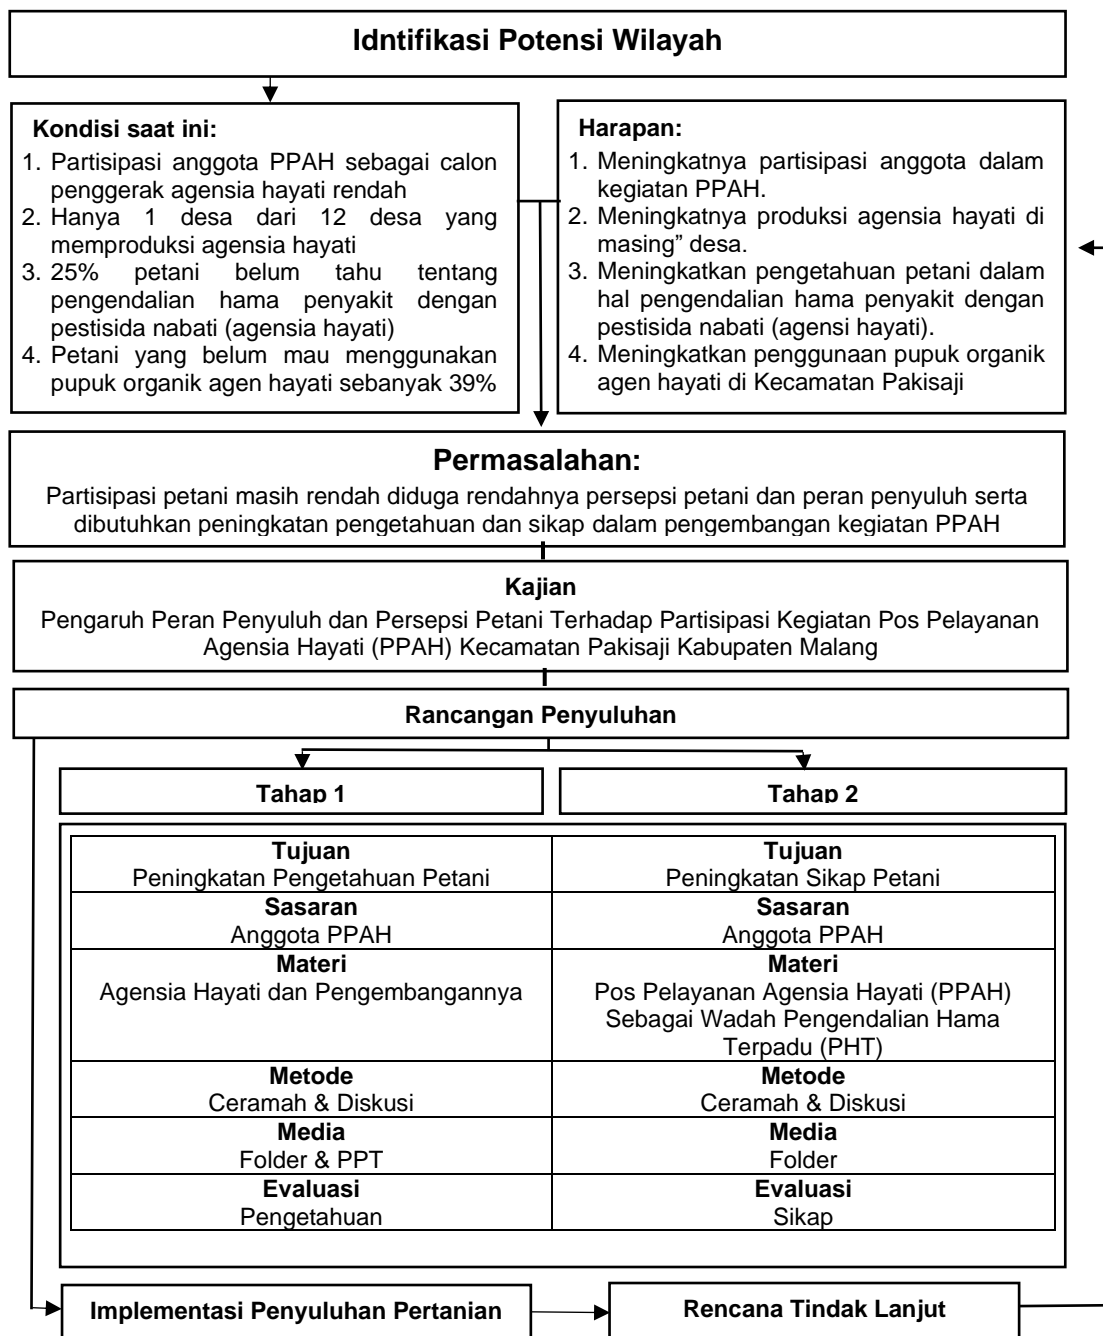 Idntifikasi Potensi Wilayah
Kondisi saat ini:
1. Partisipasi anggota PPAH sebagai calon
penggerak agensia hayati rendah
2. Hanya 1 desa dari 12 desa yang
memproduksi agensia hayati
3. 25% petani belum tahu tentang
pengendalian hama penyakit dengan
pestisida nabati (agensia hayati)
4. Petani yang belum mau menggunakan
pupuk organik agen hayati sebanyak 39%
Harapan:
1. Meningkatnya partisipasi anggota dalam
kegiatan PPAH.
2. Meningkatnya produksi agensia hayati di
masing” desa.
3. Meningkatkan pengetahuan petani dalam
hal pengendalian hama penyakit dengan
pestisida nabati (agensi hayati).
4. Meningkatkan penggunaan pupuk organik
agen hayati di Kecamatan Pakisaji
Permasalahan:
Partisipasi petani masih rendah diduga rendahnya persepsi petani dan peran penyuluh serta
dibutuhkan peningkatan pengetahuan dan sikap dalam pengembangan kegiatan PPAH
Kajian
Pengaruh Peran Penyuluh dan Persepsi Petani Terhadap Partisipasi Kegiatan Pos Pelayanan
Agensia Hayati (PPAH) Kecamatan Pakisaji Kabupaten Malang
Rancangan Penyuluhan
Tahap 1
Tahap 2
Tujuan
Peningkatan Pengetahuan Petani
Tujuan
Peningkatan Sikap Petani
Sasaran
Anggota PPAH
Sasaran
Anggota PPAH
Materi
Agensia Hayati dan Pengembangannya
Materi
Pos Pelayanan Agensia Hayati (PPAH)
Sebagai Wadah Pengendalian Hama
Terpadu (PHT)
Metode
Ceramah & Diskusi
Metode
Ceramah & Diskusi
Media
Folder & PPT
Media
Folder
Evaluasi
Pengetahuan
Evaluasi
Sikap
Implementasi Penyuluhan Pertanian
Rencana Tindak Lanjut